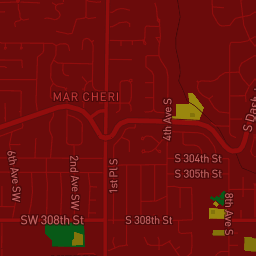 MAR CHERI
4th Ave S
S Dash
S 304th St
S 305th St
6th Ave SW
2nd Ave SW
1st Pl S
8th Ave S
SW 308th St
S 308th St